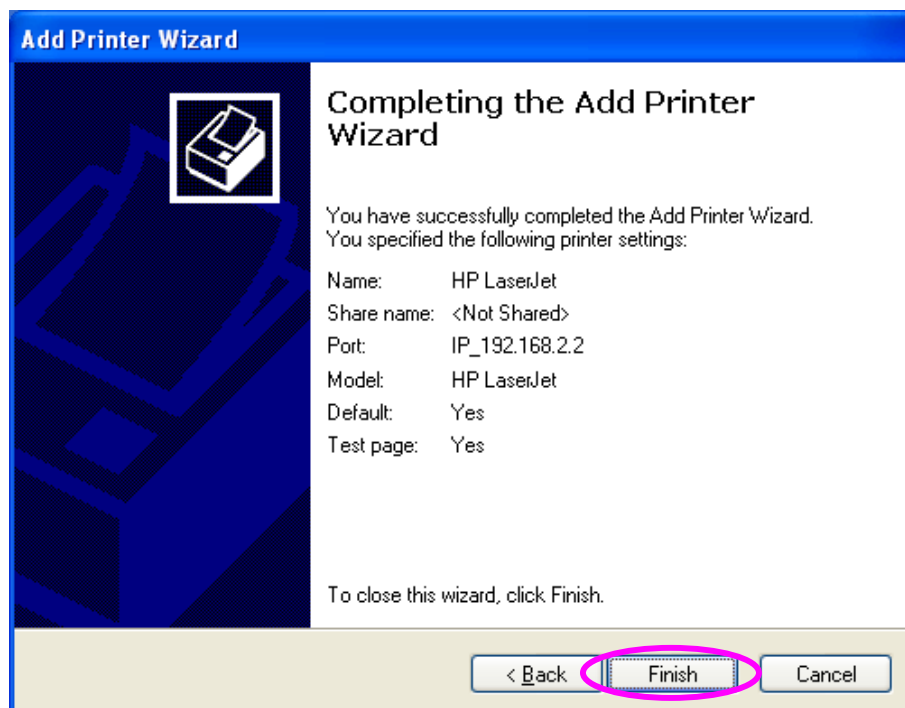 Add Printer Wizard
Completing the Add Printer
Wizard
You have successfully completed the Add Printer Wizard.
You specified the following printer settings:
Name: HP LaserJet
Share name: <Not Shared>
Port: IP_192.168.2.2
Model: HP LaserJet
Default: Yes
Test page: Yes
To close this wizard, click Finish.
< Back Finish Cancel